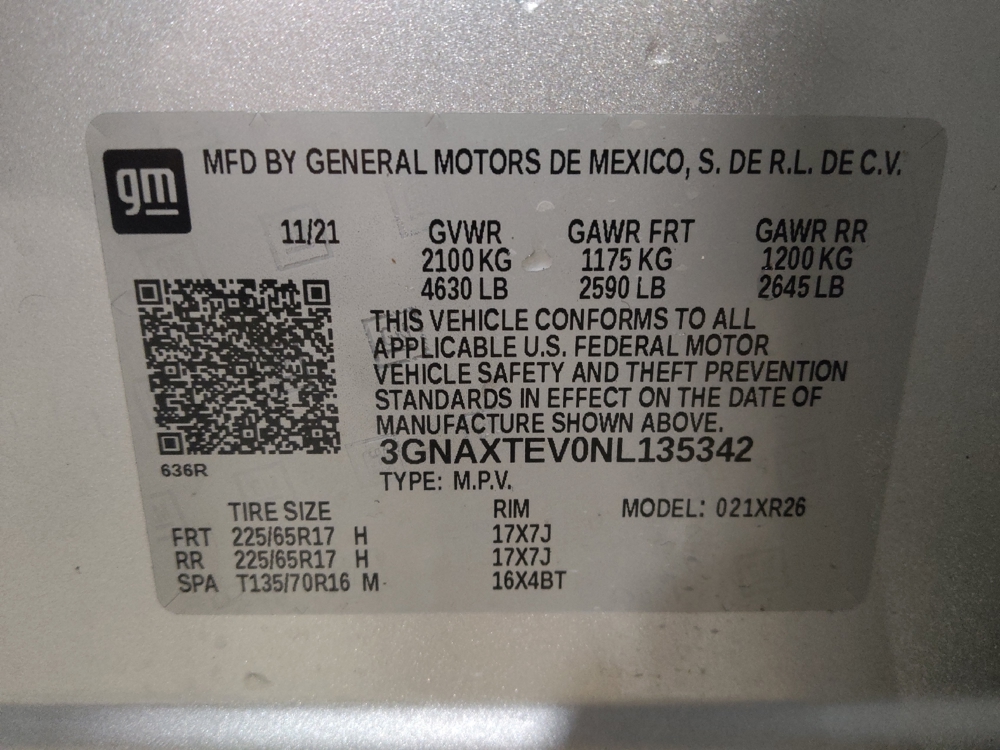 gm
MFD BY GENERAL MOTORS DE MEXICO, S. DE R.L. DE C.V.
11/21 GVWR GAWR FRT GAWR RR
2100 KG 1175 KG 1200 KG
4630 LB 2590 LB 2645 LB
THIS VEHICLE CONFORMS TO ALL
APPLICABLE U.S. FEDERAL MOTOR
VEHICLE SAFETY AND THEFT PREVENTION
STANDARDS IN EFFECT ON THE DATE OF
MANUFACTURE SHOWN ABOVE.
3GNAXTEV0NL135342
636R
TYPE: M.P.V.
TIRE SIZE RIM MODEL: 021XR26
FRT 225/65R17 H 17X7J
RR 225/65R17 H 17X7J
SPA T135/70R16 M 16X4BT